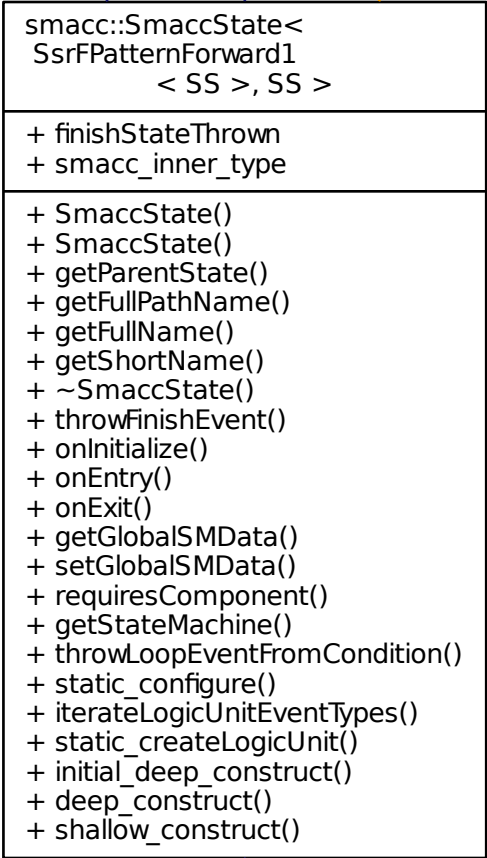 smacc::SmaccState<
SsrFPatternForward1
< SS >, SS >
+ finishStateThrown
+ smacc_inner_type
+ SmaccState()
+ SmaccState()
+ getParentState()
+ getFullPathName()
+ getFullName()
+ getShortName()
+ ~SmaccState()
+ throwFinishEvent()
+ onInitialize()
+ onEntry()
+ onExit()
+ getGlobalSMData()
+ setGlobalSMData()
+ requiresComponent()
+ getStateMachine()
+ throwLoopEventFromCondition()
+ static_configure()
+ iterateLogicUnitEventTypes()
+ static_createLogicUnit()
+ initial_deep_construct()
+ deep_construct()
+ shallow_construct()